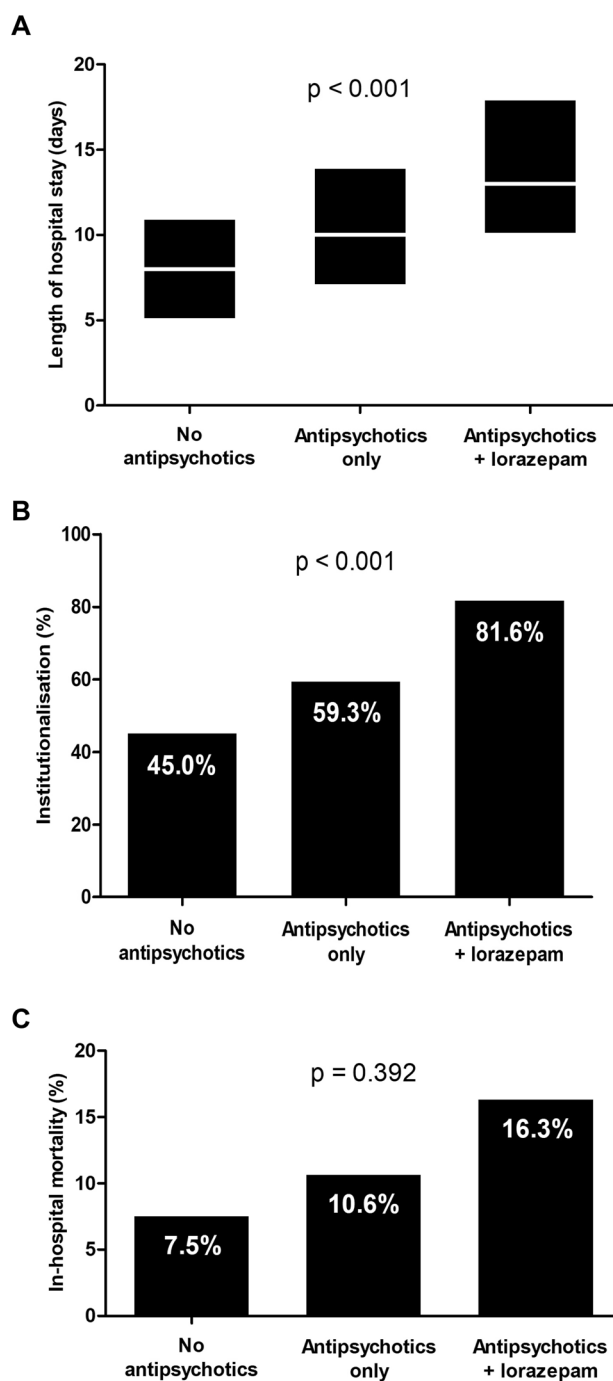 A
Length of hospital stay (days)
20
15
10
5
0
p < 0.001
No
antipsychotics
Antipsychotics
only
Antipsychotics
+ lorazepam
B
Institutionalisation (%)
100
80
60
40
20
0
p < 0.001
45.0%
59.3%
81.6%
No
antipsychotics
Antipsychotics
only
Antipsychotics
+ lorazepam
C
In-hospital mortality (%)
20
15
10
5
0
p = 0.392
7.5%
10.6%
16.3%
No
antipsychotics
Antipsychotics
only
Antipsychotics
+ lorazepam